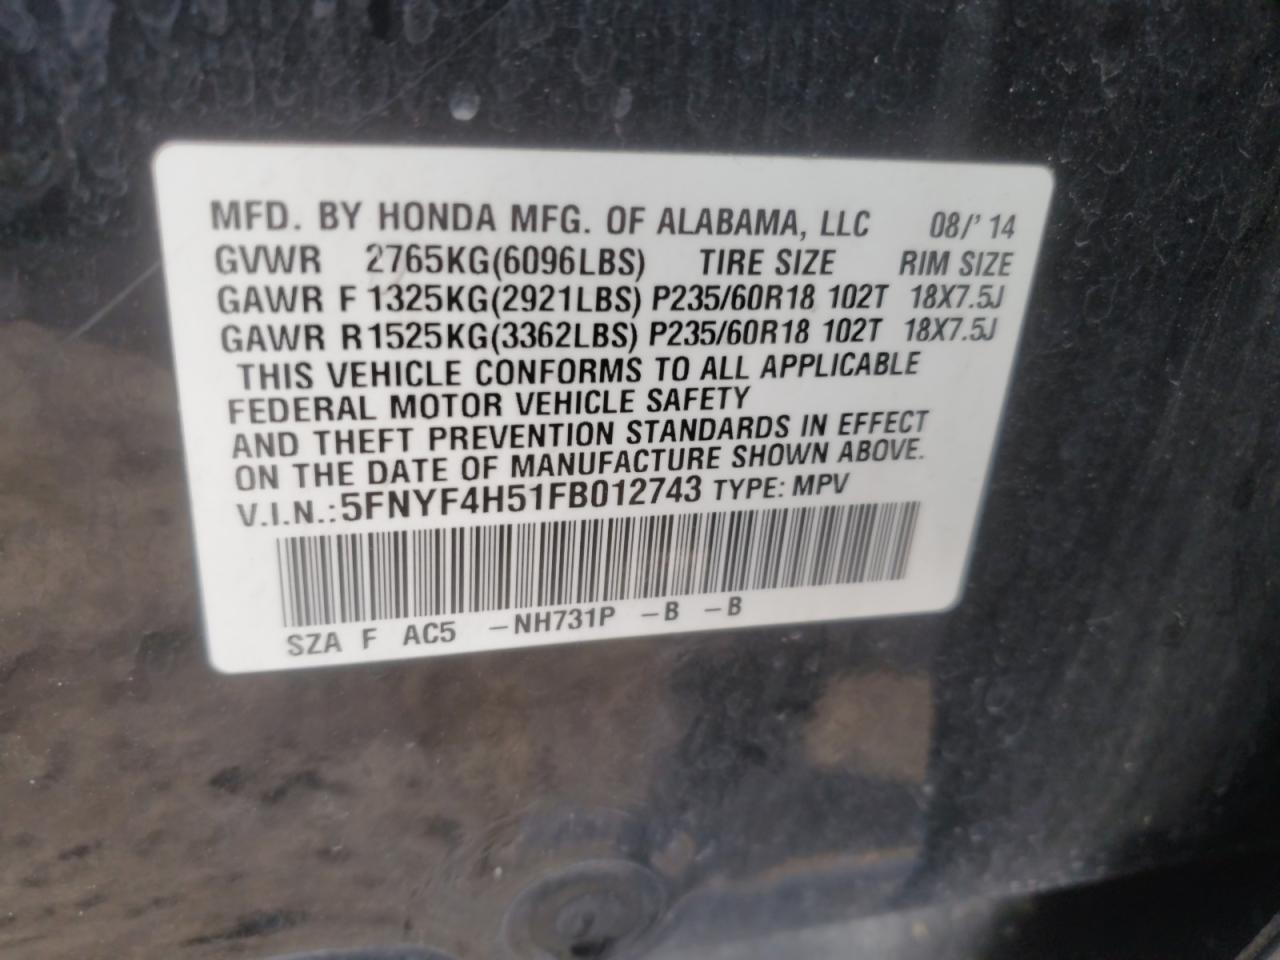 MFD. BY HONDA MFG. OF ALABAMA, LLC 08/' 14
GVWR 2765KG(6096LBS) TIRE SIZE RIM SIZE
GAWR F 1325KG(2921LBS) P235/60R18 102T 18X7.5J
GAWR R 1525KG(3362LBS) P235/60R18 102T 18X7.5J
THIS VEHICLE CONFORMS TO ALL APPLICABLE
FEDERAL MOTOR VEHICLE SAFETY
AND THEFT PREVENTION STANDARDS IN EFFECT
ON THE DATE OF MANUFACTURE SHOWN ABOVE.
V.I.N.: 5FNYF4H51FB012743 TYPE: MPV
SZA F AC5 -NH731P -B -B